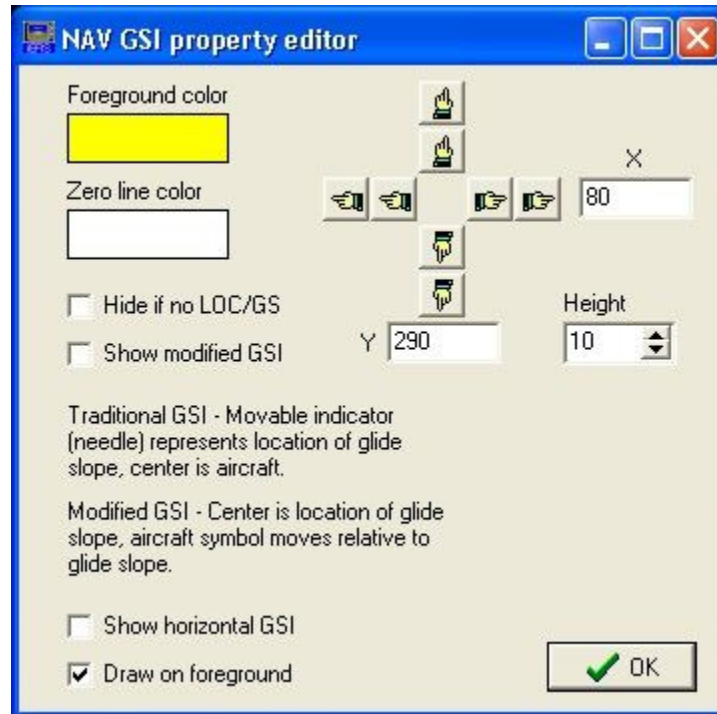 NAV GSI property editor
Foreground color
X
80
Zero line color
Hide if no LOC/GS
Height
Y 290
10
Show modified GSI
Traditional GSI - Movable indicator
(needle) represents location of glide
slope, center is aircraft.
Modified GSI - Center is location of glide
slope, aircraft symbol moves relative to
glide slope.
Show horizontal GSI
Draw on foreground
OK